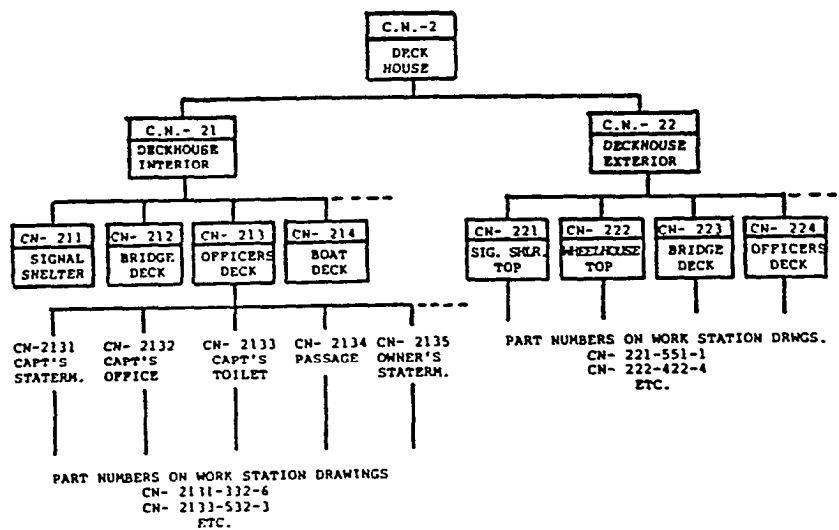 C.N.-2
DECK
HOUSE
C.N.- 21
DECKHOUSE
INTERIOR
C.N.- 22
DECKHOUSE
EXTERIOR
CN- 211
SIGNAL
SHELTER
CN- 212
BRIDGE
DECK
CN- 213
OFFICERS
DECK
CN- 214
BOAT
DECK
CN- 221
SIG. SHLR.
TOP
CN- 222
WHEELHOUSE
TOP
CN- 223
BRIDGE
DECK
CN- 224
OFFICERS
DECK
CN-2131
CAPT'S
STATERM.
CN- 2132
CAPT'S
OFFICE
CN- 2133
CAPT'S
TOILET
CN- 2134
PASSAGE
CN- 2135
OWNER'S
STATERM.
PART NUMBERS ON WORK STATION DRWGS.
CN- 221-551-1
CN- 222-422-4
ETC.
PART NUMBERS ON WORK STATION DRAWINGS
CN- 2131-332-6
CN- 2133-532-3
ETC.